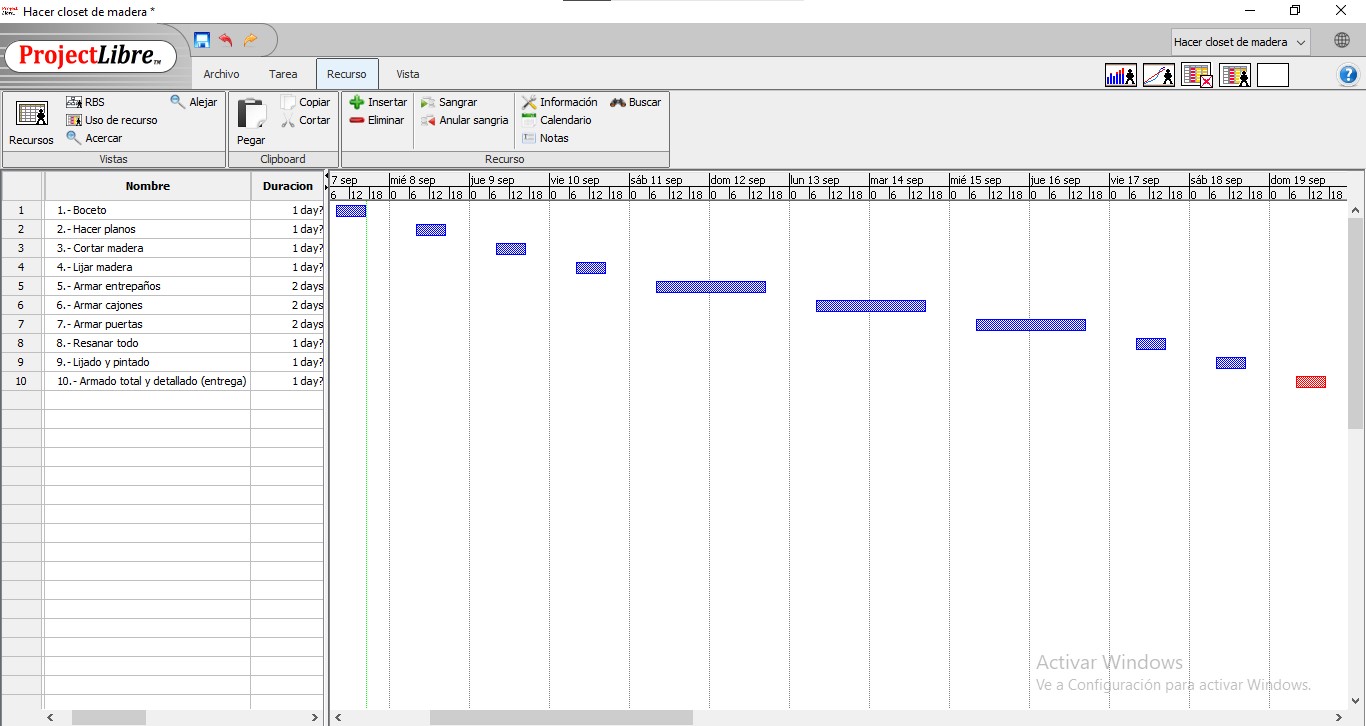 Hacer closet de madera *
ProjectLibre TM
Hacer closet de madera
Archivo Tarea Recurso Vista
Recursos
RBS
Uso de recurso
Acercar
Alejar
Vistas
Pegar
Copiar
Cortar
Clipboard
Insertar
Eliminar
Sangrar
Anular sangria
Información
Calendario
Notas
Buscar
Recurso
Nombre Duracion
7 sep mié 8 sep jue 9 sep vie 10 sep sáb 11 sep dom 12 sep lun 13 sep mar 14 sep mié 15 sep jue 16 sep vie 17 sep sáb 18 sep dom 19 sep
6 12 18 0 6 12 18 0 6 12 18 0 6 12 18 0 6 12 18 0 6 12 18 0 6 12 18 0 6 12 18 0 6 12 18 0 6 12 18 0 6 12 18 0 6 12 18 0 6 12 18
1 1.- Boceto 1 day?
2 2.- Hacer planos 1 day?
3 3.- Cortar madera 1 day?
4 4.- Lijar madera 1 day?
5 5.- Armar entrepaños 2 days
6 6.- Armar cajones 2 days
7 7.- Armar puertas 2 days
8 8.- Resanar todo 1 day?
9 9.- Lijado y pintado 1 day?
10 10.- Armado total y detallado (entrega) 1 day?
Activar Windows
Ve a Configuración para activar Windows.